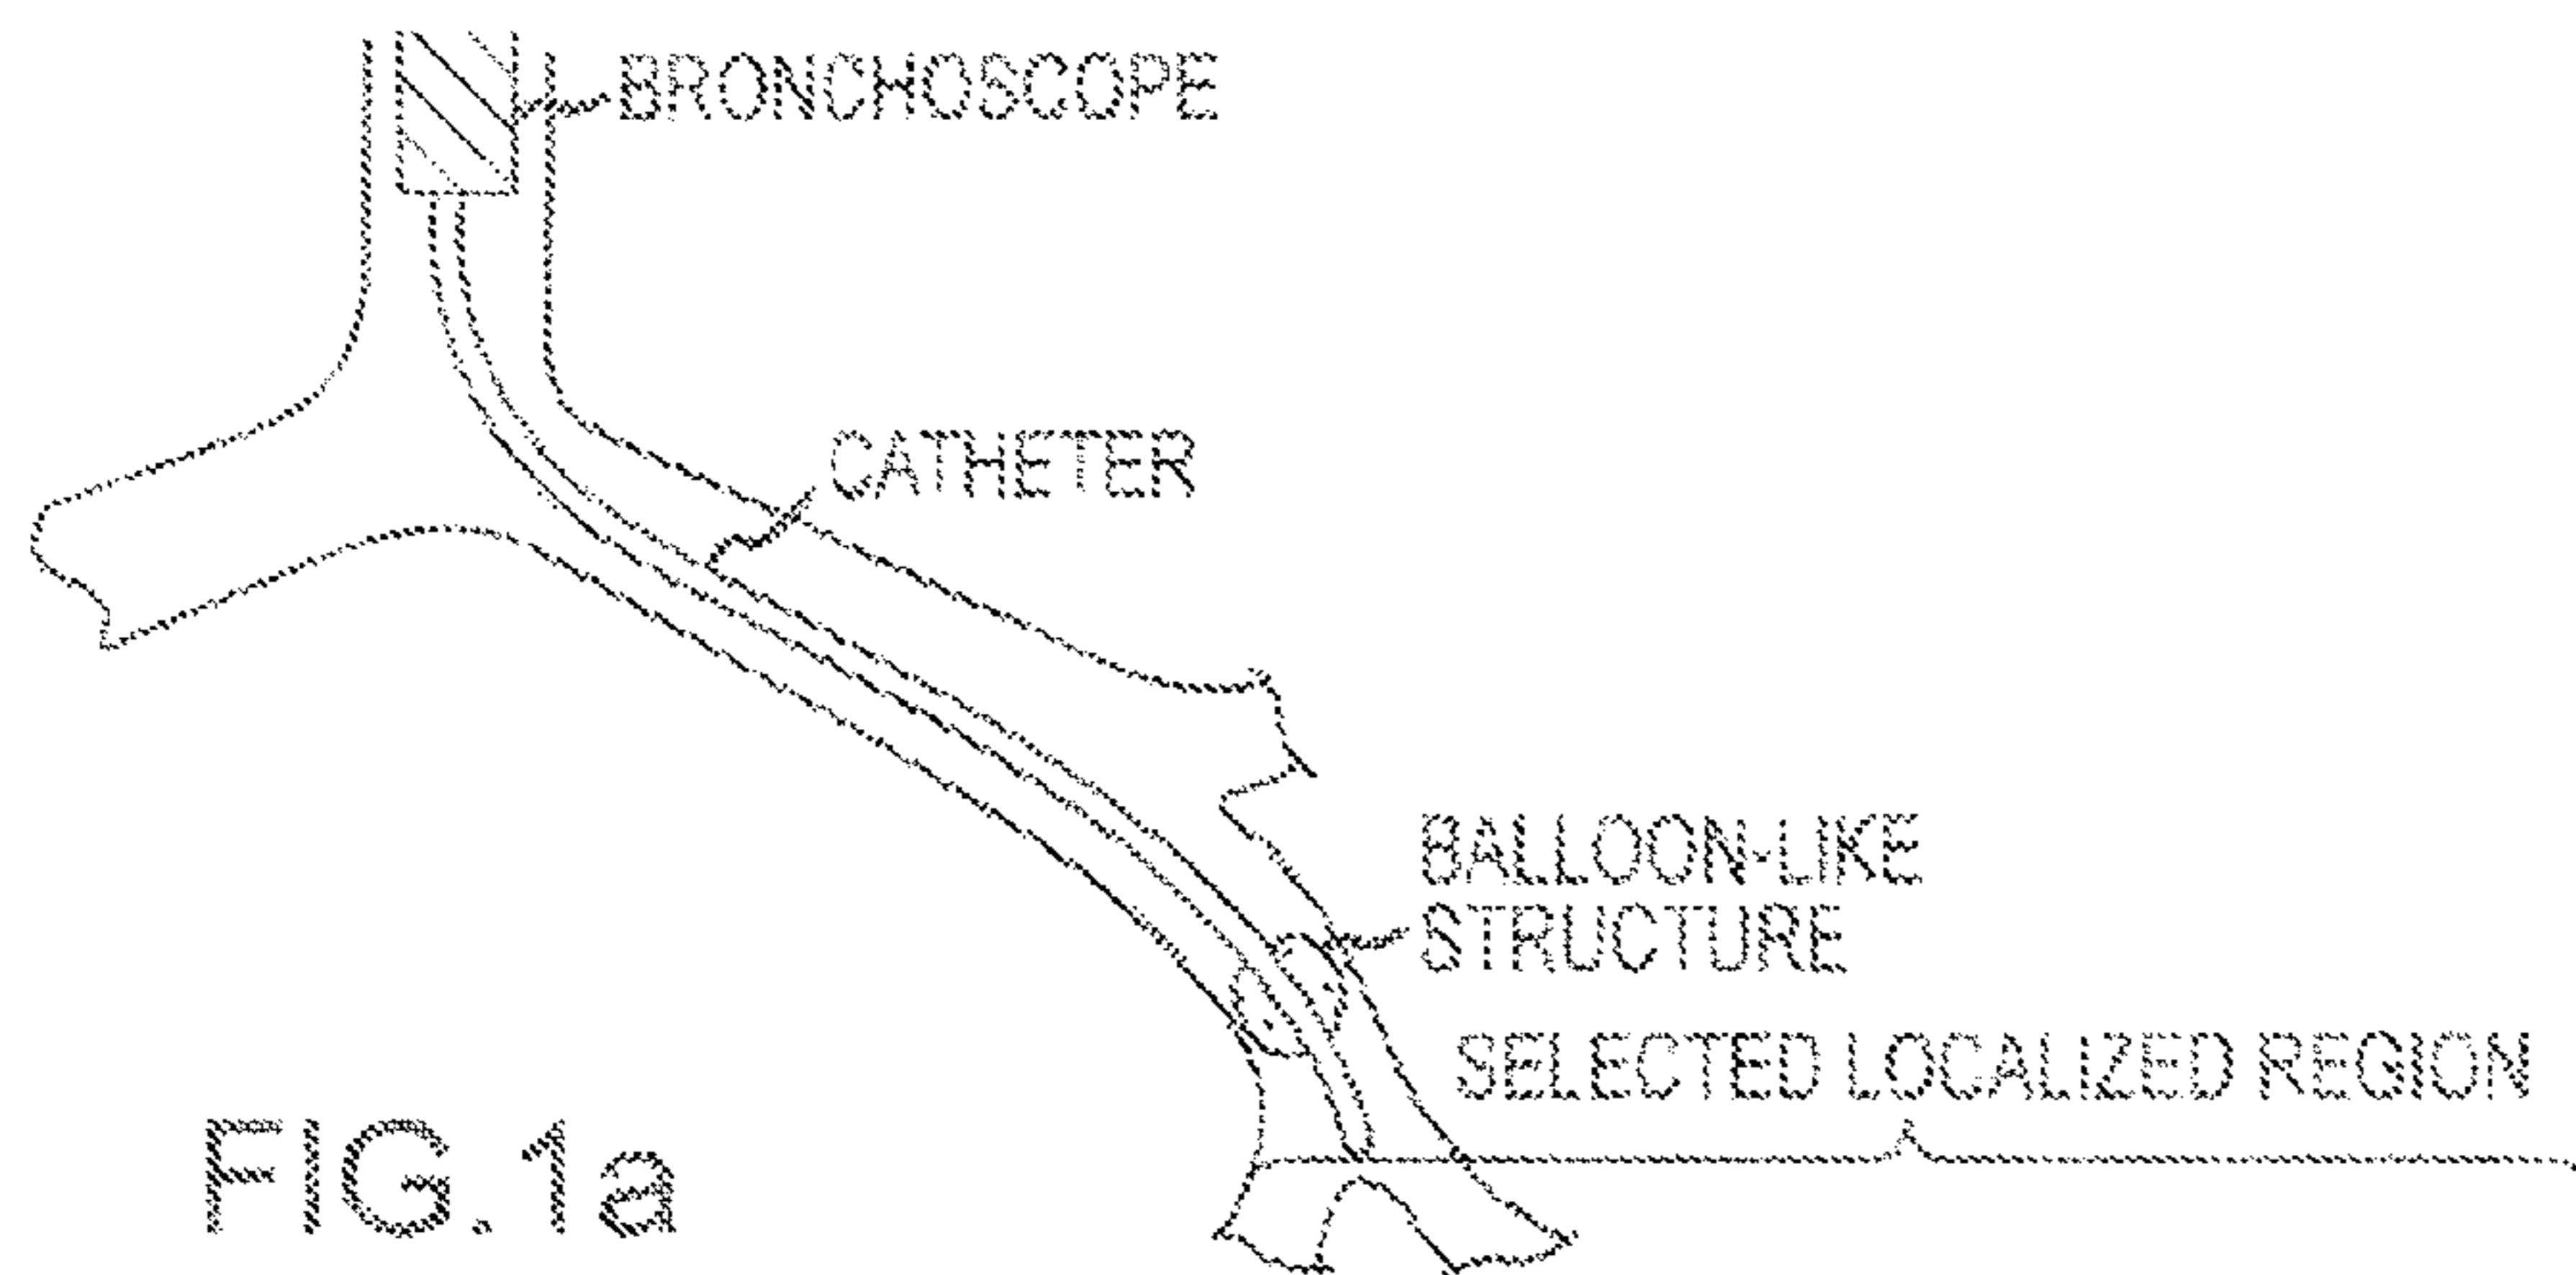 BRONCHOSCOPE
CATHETER
BALLOON-LIKE
STRUCTURE
SELECTED LOCALIZED REGION
FIG.1a